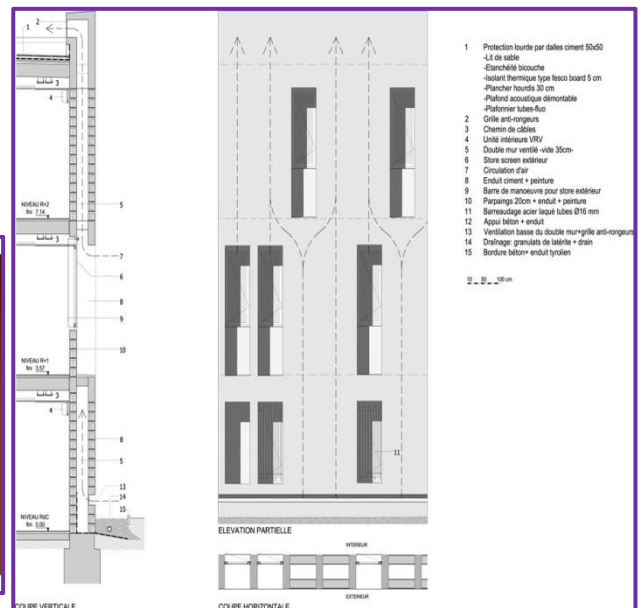 1 2
3
4
NIVEAU R+2
fini 7.14
5
3
7
6
8
9
10
NIVEAU R+1
fini 3.57
3
4
8
5
13
14
15
NIVEAU RdC
fini 0.00
COUPE VERTICALE
11
ELEVATION PARTIELLE
INTERIEUR
EXTERIEUR
COUPE HORIZONTALE
1 Protection lourde par dalles ciment 50x50
-Lit de sable
-Etanchéité bicouche
-Isolant thermique type fesco board 5 cm
-Plancher hourdis 30 cm
-Plafond acoustique démontable
-Plafonnier tubes-fluo
2 Grille anti-rongeurs
3 Chemin de câbles
4 Unité intérieure VRV
5 Double mur ventilé -vide 35cm-
6 Store screen extérieur
7 Circulation d'air
8 Enduit ciment + peinture
9 Barre de manoeuvre pour store extérieur
10 Parpaings 20cm + enduit + peinture
11 Barreaudage acier laqué tubes Ø16 mm
12 Appui béton + enduit
13 Ventilation basse du double mur+grille anti-rongeurs
14 Draînage: granulats de latérite + drain
15 Bordure béton+ enduit tyrolien
10 50 100 cm